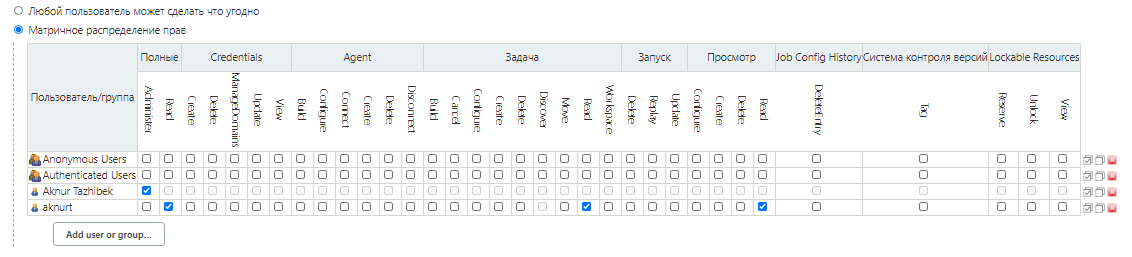 Любой пользователь может сделать что угодно
Матричное распределение прав
Пользователь/группа Полные Credentials Agent Задача Запуск Просмотр Job Config History Система контроля версий Lockable Resources
Administer Read Create Delete ManageDomains Update View Build Configure Connect Create Delete Disconnect Build Cancel Configure Create Delete Discover Move Read Workspace Delete Replay Update Configure Create Delete Read DeleteEntry Tag Reserve Unlock View
Anonymous Users
Authenticated Users
Aknur Tazhibek
aknurt
Add user or group...